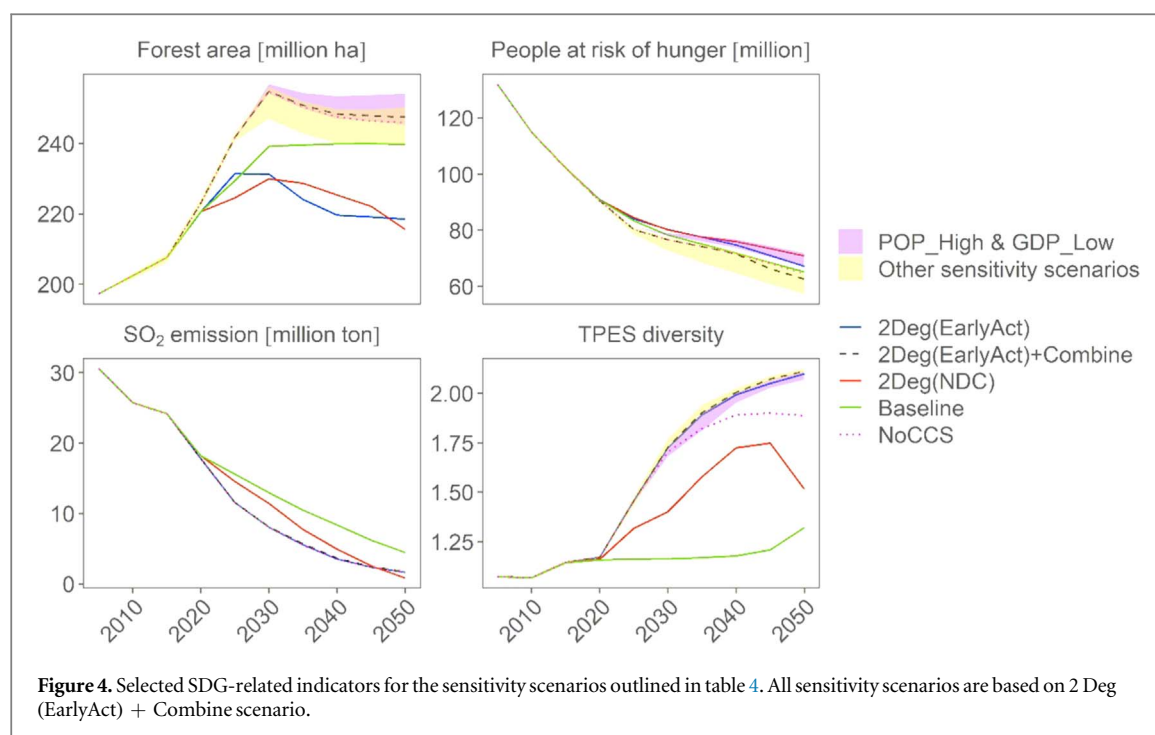 Forest area [million ha]
People at risk of hunger [million]
240
220
200
120
100
80
60
POP_High & GDP_Low
Other sensitivity scenarios
2Deg(EarlyAct)
2Deg(EarlyAct)+Combine
2Deg(NDC)
Baseline
NoCCS
SO₂ emission [million ton]
TPES diversity
30
20
10
0
2.00
1.75
1.50
1.25
2010 2020 2030 2040 2050
2010 2020 2030 2040 2050
Figure 4. Selected SDG-related indicators for the sensitivity scenarios outlined in table 4. All sensitivity scenarios are based on 2 Deg
(EarlyAct) + Combine scenario.